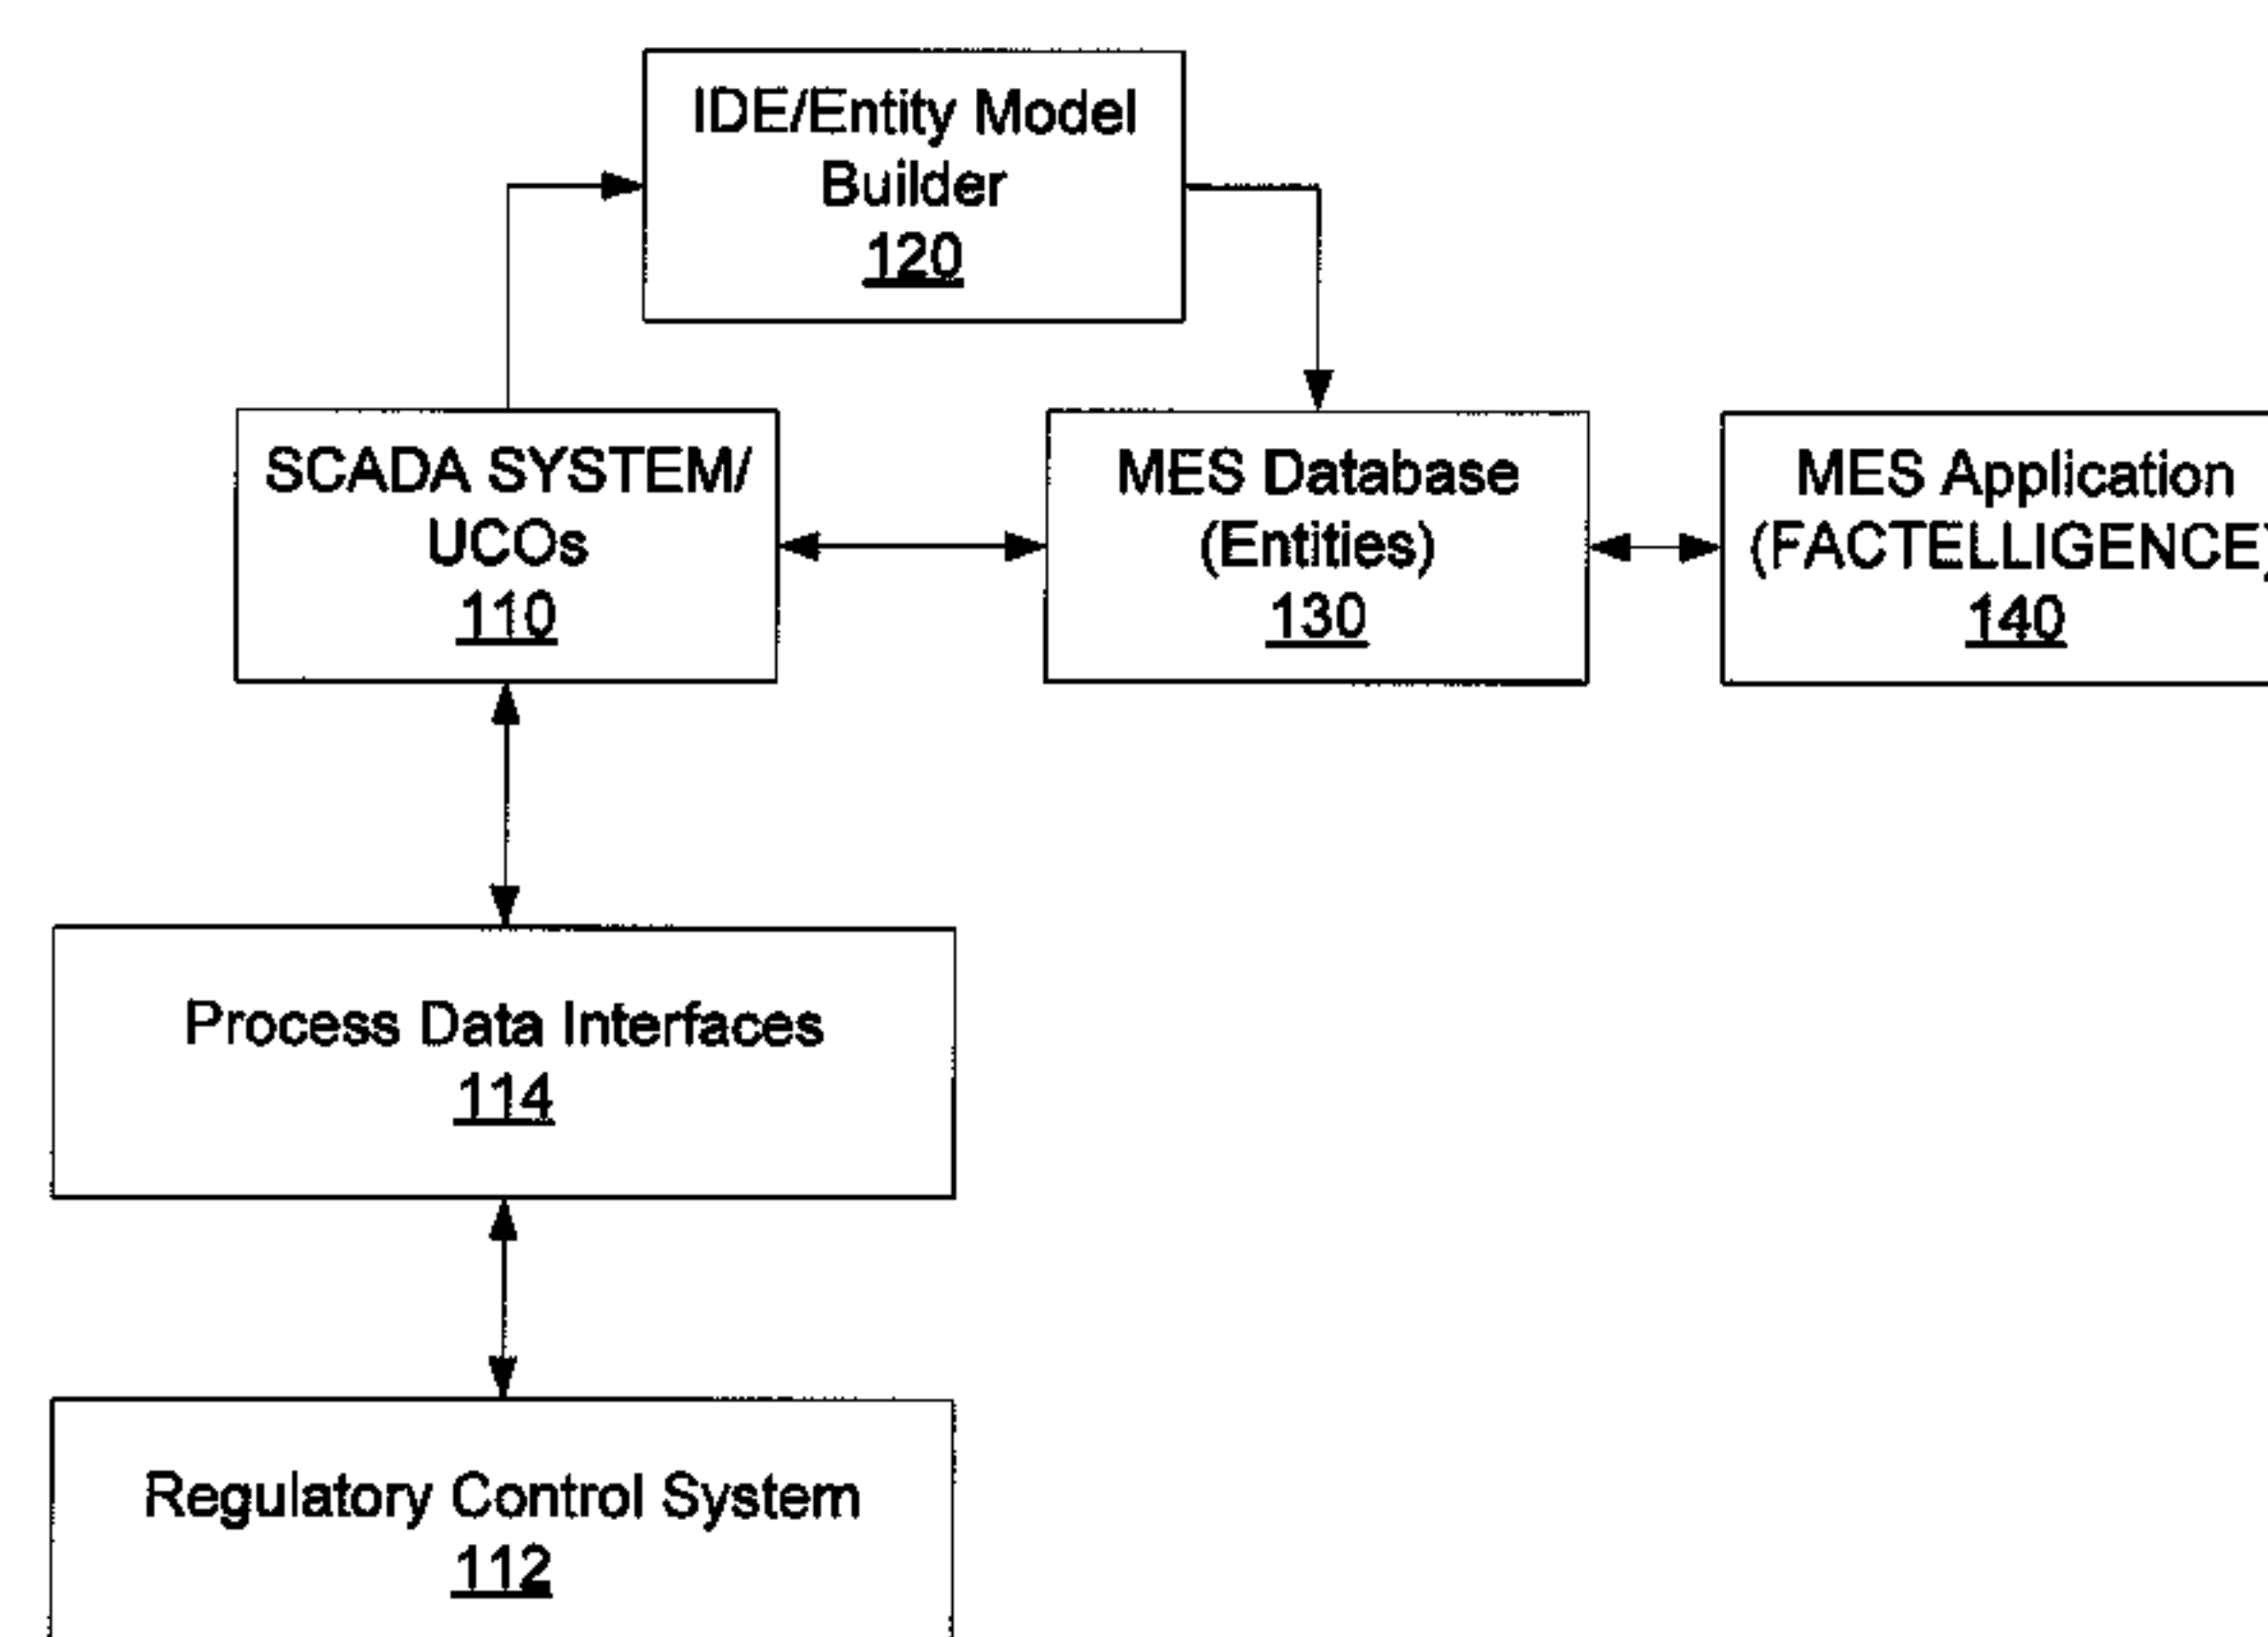 IDE/Entity Model
Builder
120
SCADA SYSTEM/
UCOs
110
MES Database
(Entities)
130
MES Application
(FACTELLIGENCE)
140
Process Data Interfaces
114
Regulatory Control System
112